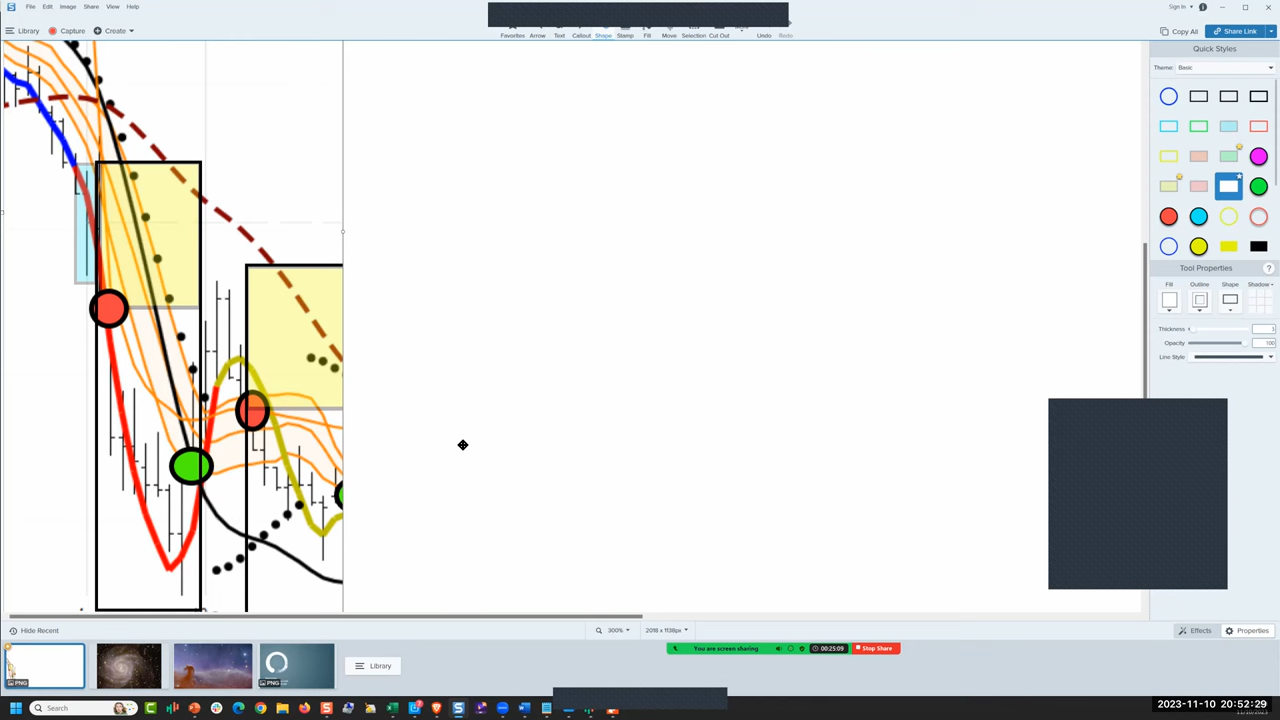 File Edit Image Share View Help
Sign In
Library Capture Create
Favorites Arrow Text Callout Shape Stamp Fill Move Selection Cut Out Undo Redo
Copy All Share Link
Quick Styles
Theme: Basic
Tool Properties ?
Fill Outline Shape Shadow
Thickness 3
Opacity 100
Line Style
Hide Recent
300% 2018 x 1138px
Effects Properties
You are screen sharing 00:25:09 Stop Share
PNG
PNG
Library
Search
2023-11-10 20:52:29